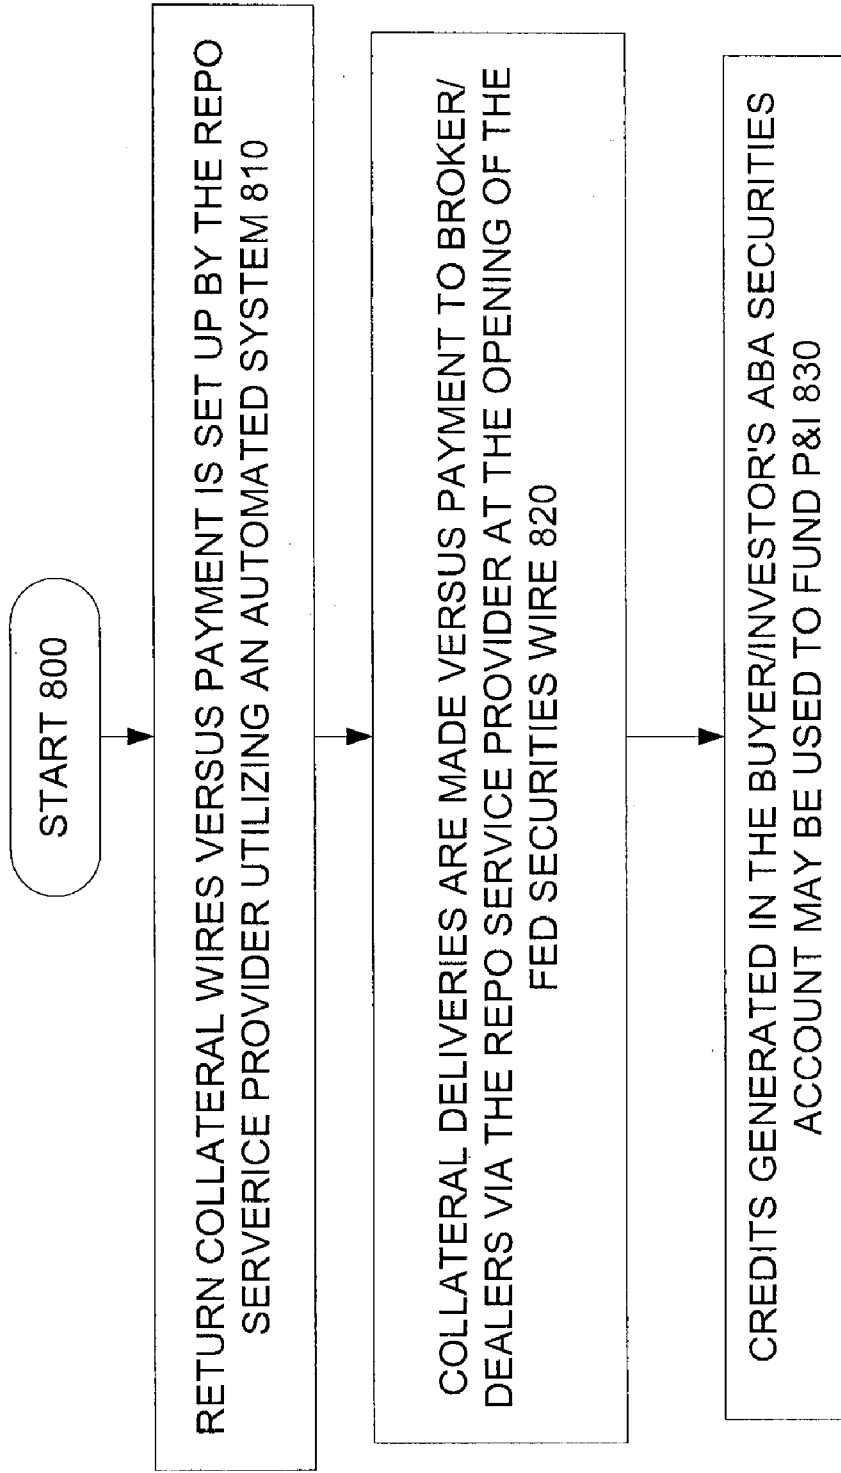 START 800
RETURN COLLATERAL WIRES VERSUS PAYMENT IS SET UP BY THE REPO
SERVERICE PROVIDER UTILIZING AN AUTOMATED SYSTEM 810
COLLATERAL DELIVERIES ARE MADE VERSUS PAYMENT TO BROKER/
DEALERS VIA THE REPO SERVICE PROVIDER AT THE OPENING OF THE
FED SECURITIES WIRE 820
CREDITS GENERATED IN THE BUYER/INVESTOR'S ABA SECURITIES
ACCOUNT MAY BE USED TO FUND P&I 830